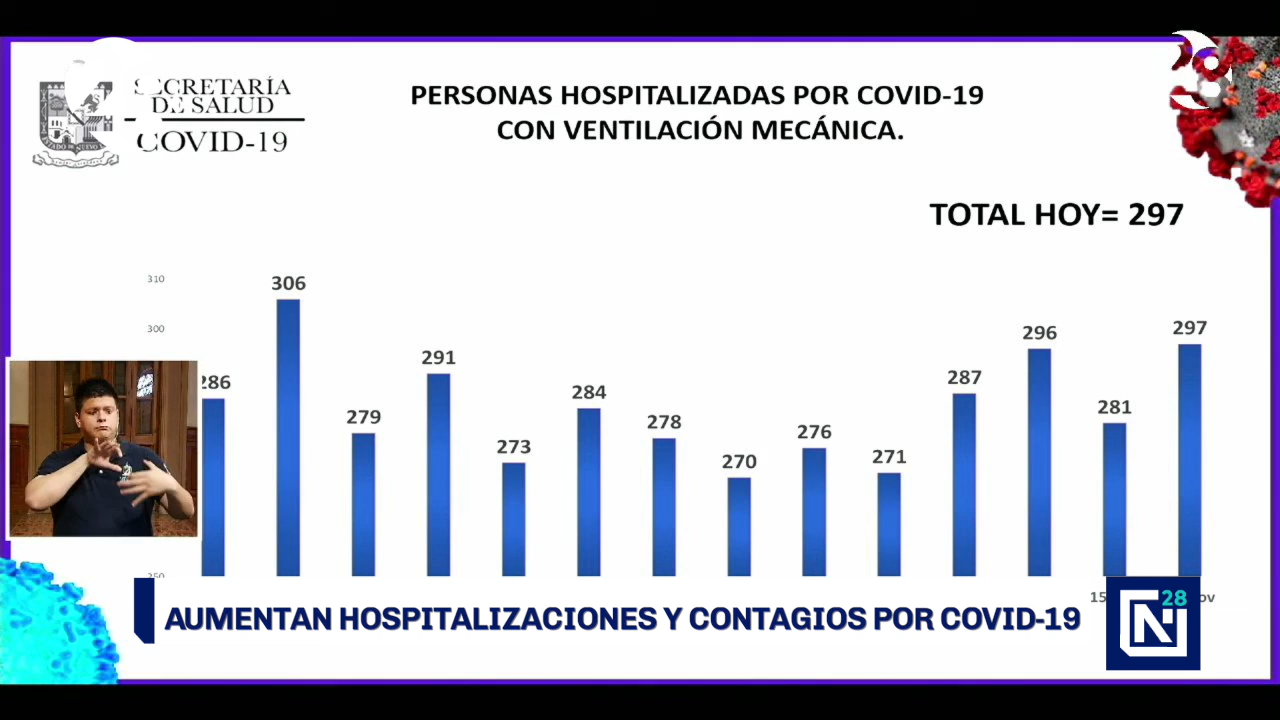 SECRETARÍA
DE SALUD
COVID-19
PERSONAS HOSPITALIZADAS POR COVID-19
CON VENTILACIÓN MECÁNICA.
TOTAL HOY= 297
310
300
286
306
279
291
273
284
278
270
276
271
287
296
281
297
15
AUMENTAN HOSPITALIZACIONES Y CONTAGIOS POR COVID-19
N 28